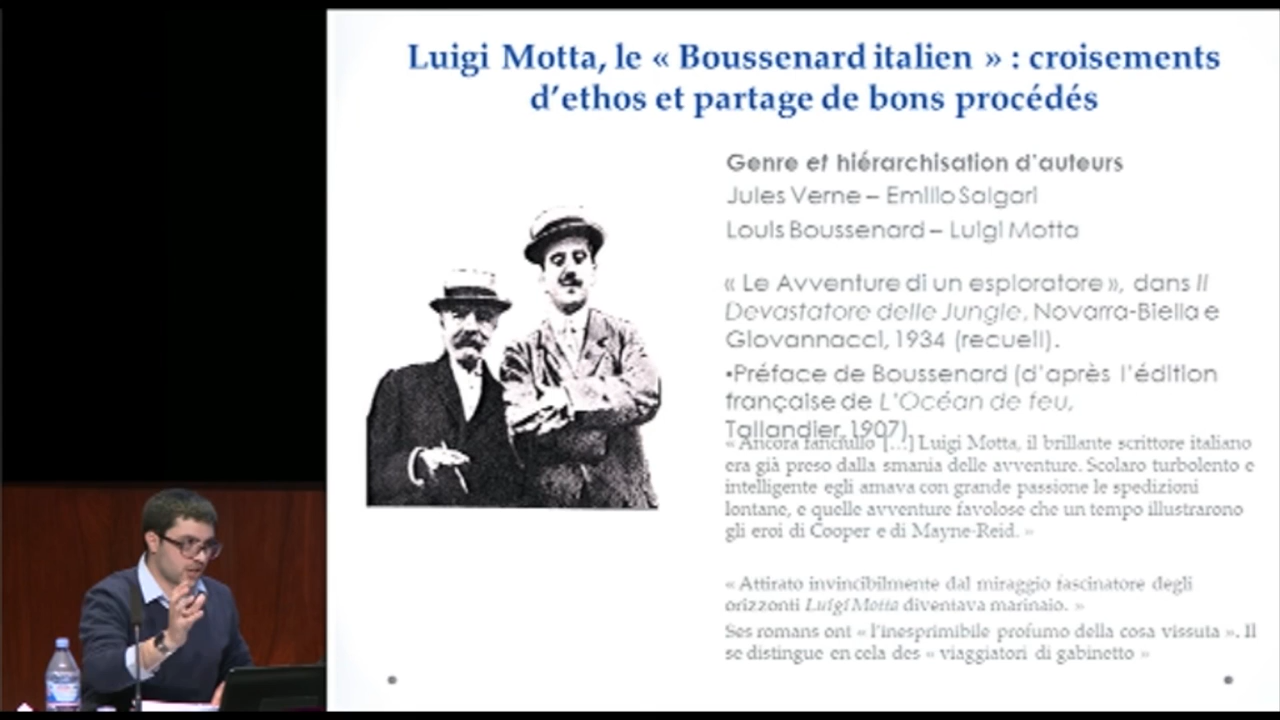 Luigi Motta, le « Boussenard italien » : croisements
d'ethos et partage de bons procédés
Genre et hiérarchisation d'auteurs
Jules Verne – Emilio Salgari
Louis Boussenard – Luigi Motta
« Le Avventure di un esploratore », dans Il
Devastatore delle Jungle, Novarra-Biella e
Giovannacci, 1934 (recueil).
•Préface de Boussenard (d'après l'édition
française de L'Océan de feu,
Tallandier, 1907)
« Ancora fanciullo […] Luigi Motta, il brillante scrittore italiano
era già preso dalla smania delle avventure. Scolaro turbolento e
intelligente egli amava con grande passione le spedizioni
lontane, e quelle avventure favolose che un tempo illustrarono
gli eroi di Cooper e di Mayne-Reid. »
« Attirato invincibilmente dal miraggio fascinatore degli
orizzonti Luigi Motta diventava marinaio. »
Ses romans ont « l'inesprimibile profumo della cosa vissuta ». Il
se distingue en cela des « viaggiatori di gabinetto »